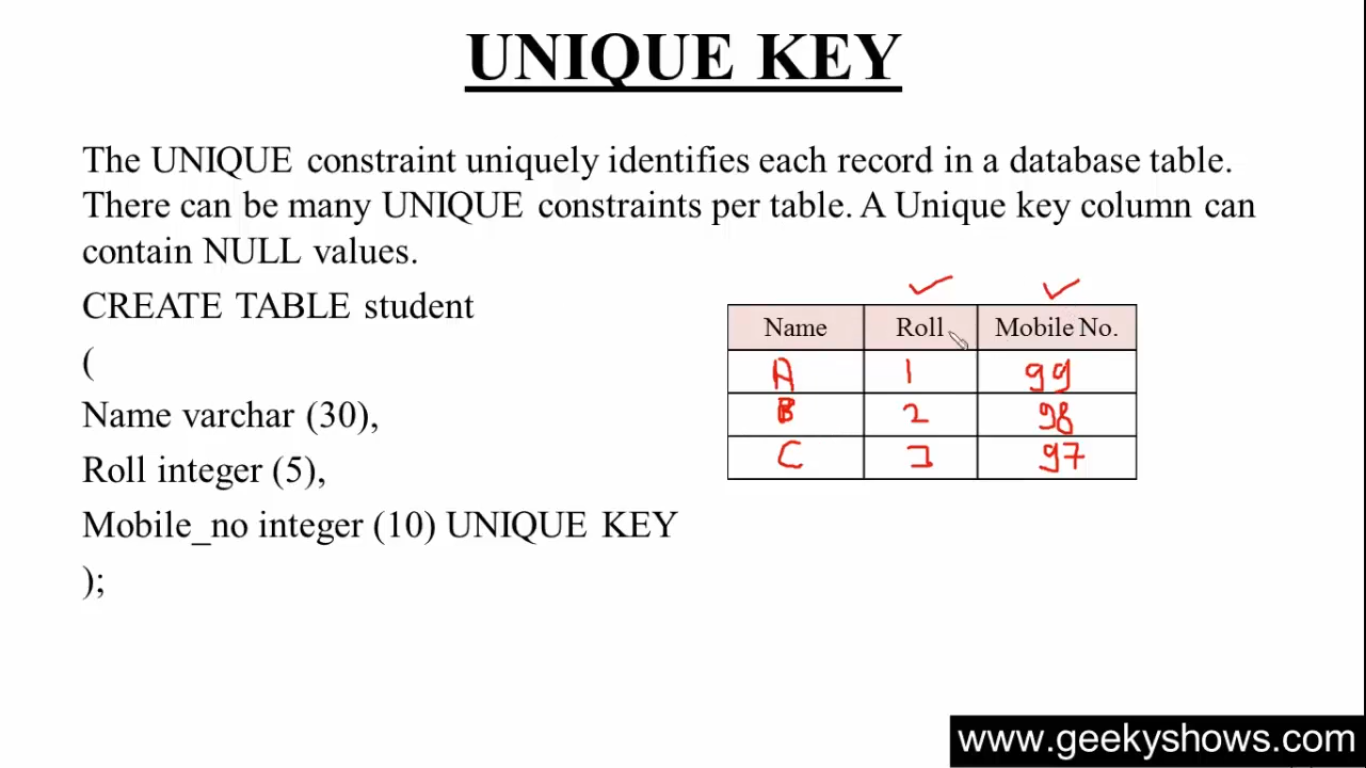 UNIQUE KEY
The UNIQUE constraint uniquely identifies each record in a database table.
There can be many UNIQUE constraints per table. A Unique key column can
contain NULL values.
CREATE TABLE student
(
Name varchar (30),
Roll integer (5),
Mobile_no integer (10) UNIQUE KEY
);
Name Roll Mobile No.
A 1 99
B 2 98
C 3 97
www.geekyshows.com